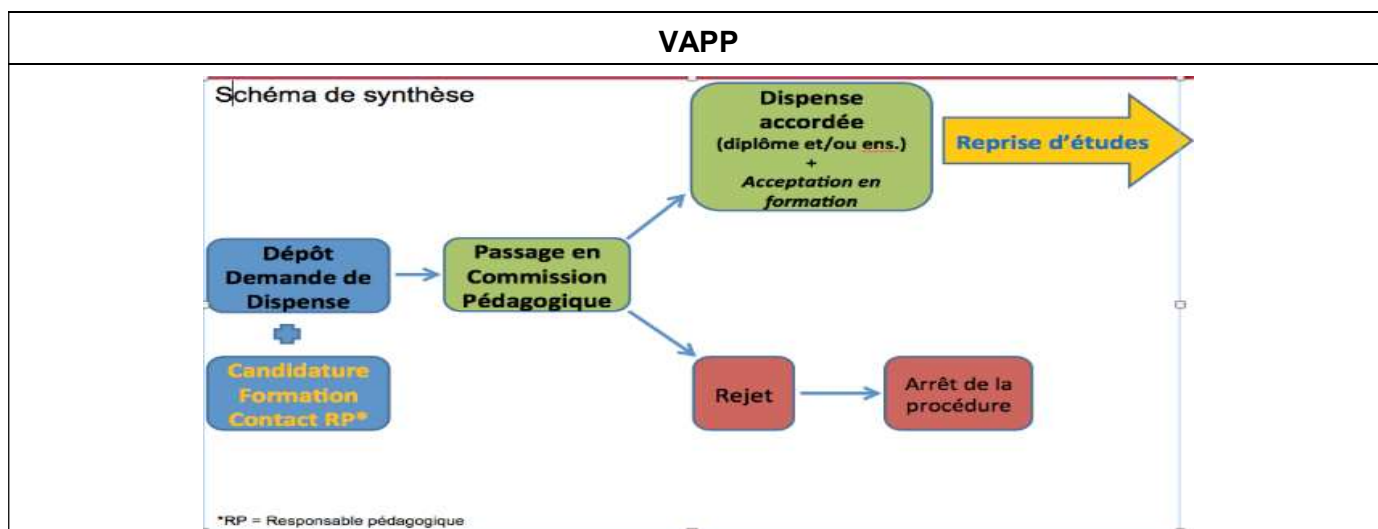 VAPP
Schéma de synthèse
Dispense
accordée
(diplôme et/ou ens.)
+
Acceptation en
formation
Reprise d'études
Dépôt
Demande de
Dispense
Passage en
Commission
Pédagogique
Candidature
Formation
Contact RP*
Rejet
Arrêt de la
procédure
*RP = Responsable pédagogique